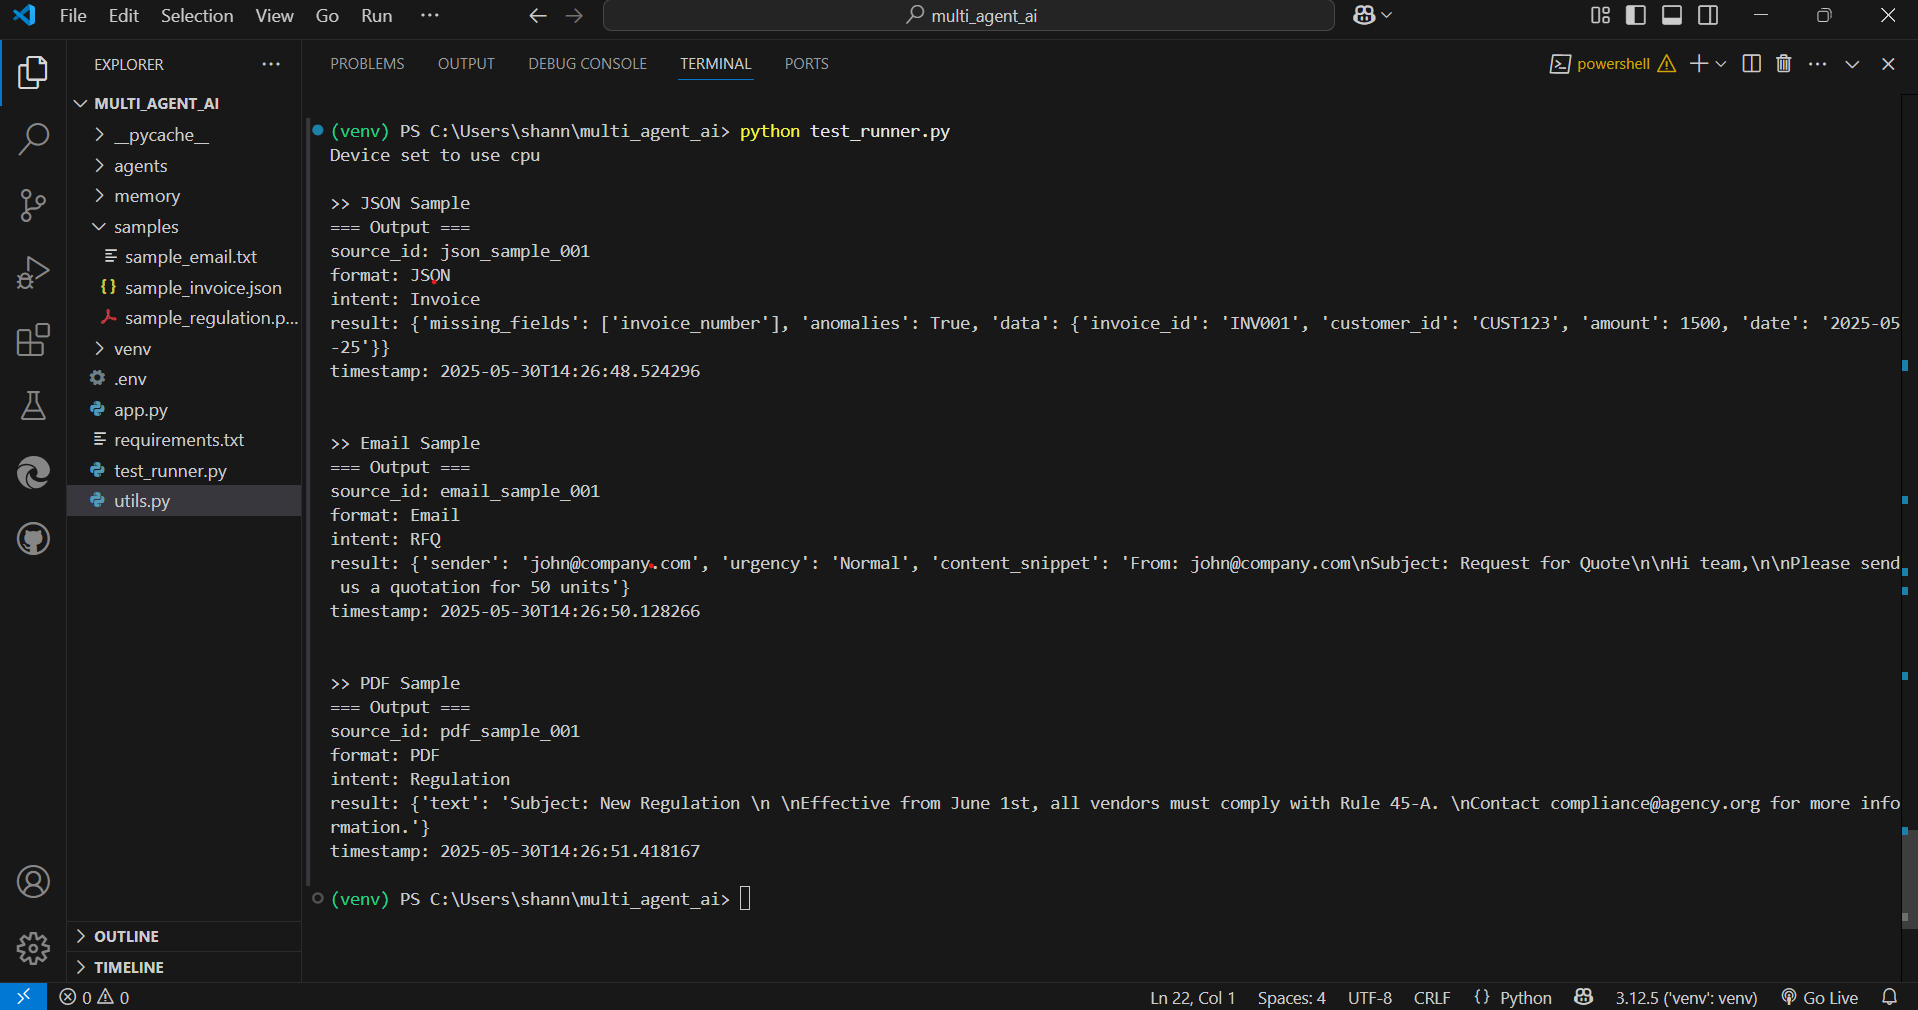 File Edit Selection View Go Run ···
multi_agent_ai
EXPLORER ···
MULTI_AGENT_AI
__pycache__
agents
memory
samples
sample_email.txt
{} sample_invoice.json
sample_regulation.p...
venv
.env
app.py
requirements.txt
test_runner.py
utils.py
OUTLINE
TIMELINE
PROBLEMS OUTPUT DEBUG CONSOLE TERMINAL PORTS
powershell
(venv) PS C:\Users\shann\multi_agent_ai> python test_runner.py
Device set to use cpu
>> JSON Sample
=== Output ===
source_id: json_sample_001
format: JSON
intent: Invoice
result: {'missing_fields': ['invoice_number'], 'anomalies': True, 'data': {'invoice_id': 'INV001', 'customer_id': 'CUST123', 'amount': 1500, 'date': '2025-05
-25'}}
timestamp: 2025-05-30T14:26:48.524296
>> Email Sample
=== Output ===
source_id: email_sample_001
format: Email
intent: RFQ
result: {'sender': 'john@company.com', 'urgency': 'Normal', 'content_snippet': 'From: john@company.com\nSubject: Request for Quote\n\nHi team,\n\nPlease send
us a quotation for 50 units'}
timestamp: 2025-05-30T14:26:50.128266
>> PDF Sample
=== Output ===
source_id: pdf_sample_001
format: PDF
intent: Regulation
result: {'text': 'Subject: New Regulation \n \nEffective from June 1st, all vendors must comply with Rule 45-A. \nContact compliance@agency.org for more info
rmation.'}
timestamp: 2025-05-30T14:26:51.418167
(venv) PS C:\Users\shann\multi_agent_ai>
0 0 Ln 22, Col 1 Spaces: 4 UTF-8 CRLF {} Python 3.12.5 ('venv': venv) Go Live